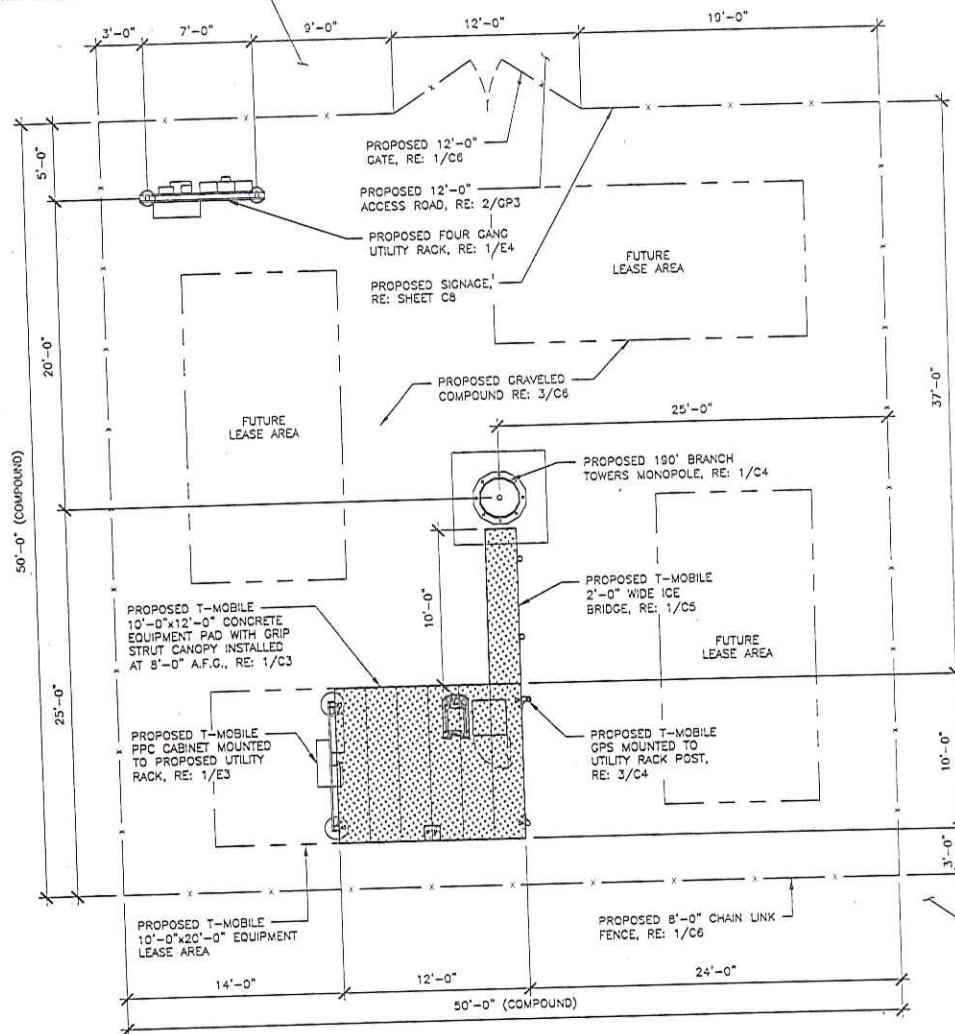 3'-0"
7'-0"
9'-0"
12'-0"
19'-0"
5'-0"
PROPOSED 12'-0"
GATE, RE: 1/C6
PROPOSED 12'-0"
ACCESS ROAD, RE: 2/GP3
PROPOSED FOUR GANG
UTILITY RACK, RE: 1/E4
PROPOSED SIGNAGE,
RE: SHEET C8
FUTURE
LEASE AREA
20'-0"
37'-0"
PROPOSED GRAVELED
COMPOUND RE: 3/C6
25'-0"
FUTURE
LEASE AREA
PROPOSED 190' BRANCH
TOWERS MONOPOLE, RE: 1/C4
50'-0" (COMPOUND)
10'-0"
PROPOSED T-MOBILE
2'-0" WIDE ICE
BRIDGE, RE: 1/C5
PROPOSED T-MOBILE
10'-0"x12'-0" CONCRETE
EQUIPMENT PAD WITH GRIP
STRUT CANOPY INSTALLED
AT 8'-0" A.F.G., RE: 1/C3
FUTURE
LEASE AREA
25'-0"
PROPOSED T-MOBILE
PPC CABINET MOUNTED
TO PROPOSED UTILITY
RACK, RE: 1/E3
PROPOSED T-MOBILE
GPS MOUNTED TO
UTILITY RACK POST,
RE: 3/C4
10'-0"
3'-0"
PROPOSED T-MOBILE
10'-0"x20'-0" EQUIPMENT
LEASE AREA
PROPOSED 8'-0" CHAIN LINK
FENCE, RE: 1/C6
14'-0"
12'-0"
24'-0"
50'-0" (COMPOUND)